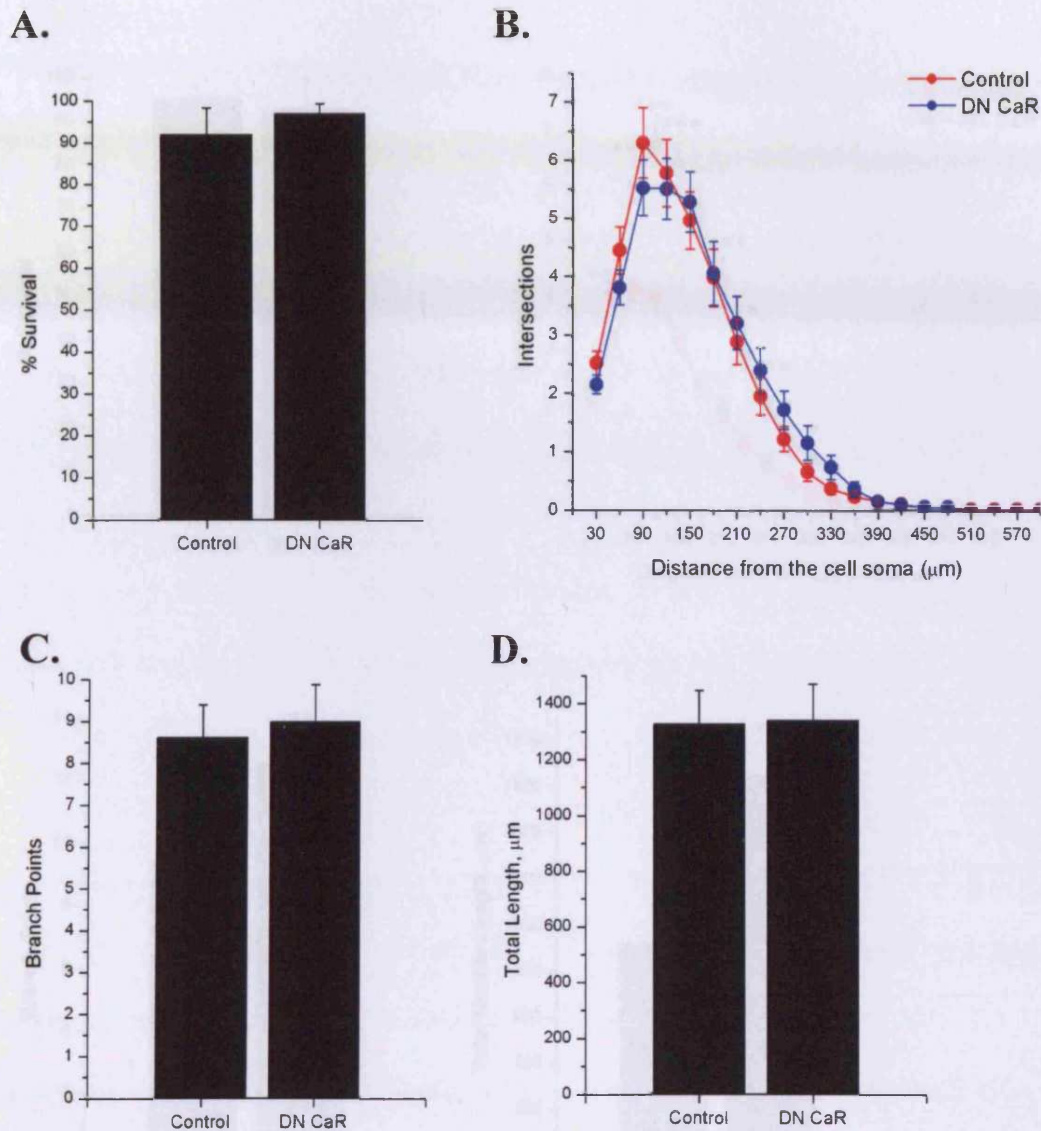 A.
100
90
80
70
60
50
40
30
20
10
0
% Survival
Control DN CaR
B.
Control
DN CaR
7
6
5
4
3
2
1
0
Intersections
30 90 150 210 270 330 390 450 510 570
Distance from the cell soma (μm)
C.
10
9
8
7
6
5
4
3
2
1
0
Branch Points
Control DN CaR
D.
1400
1200
1000
800
600
400
200
0
Total Length, μm
Control DN CaR